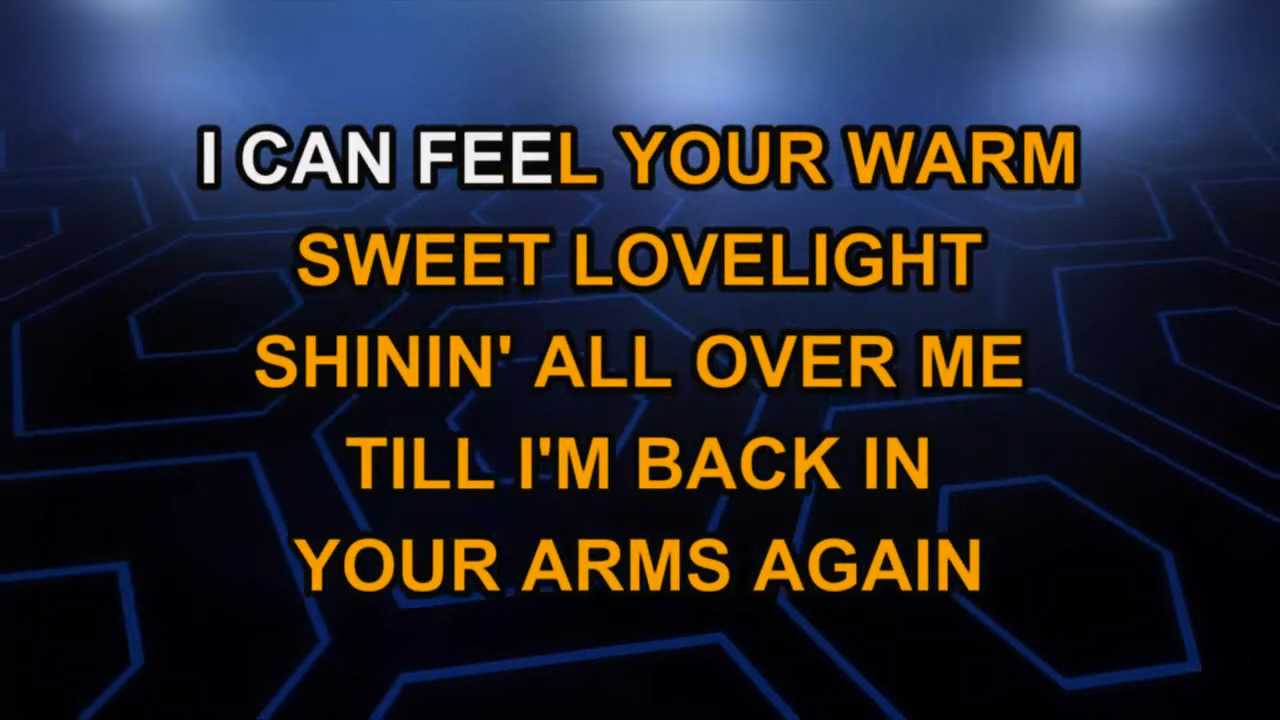 I CAN FEEL YOUR WARM
SWEET LOVELIGHT
SHININ' ALL OVER ME
TILL I'M BACK IN
YOUR ARMS AGAIN